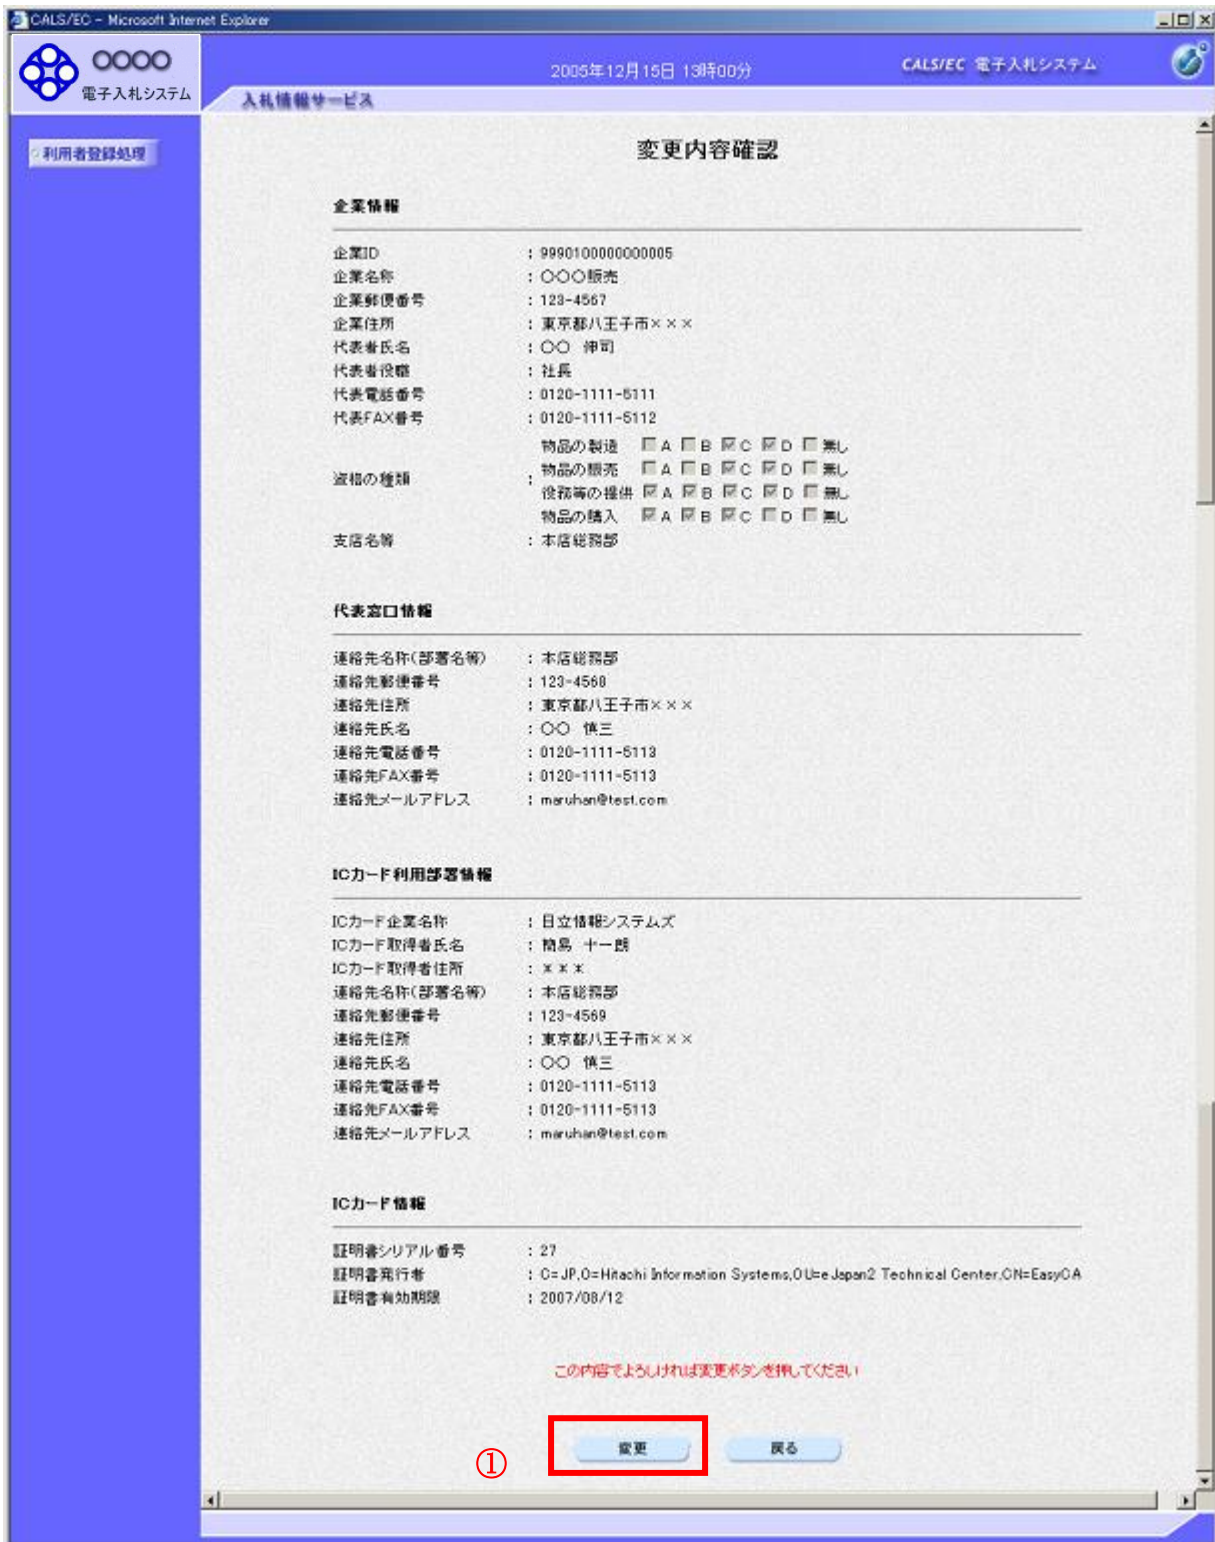 CALS/EC - Microsoft Internet Explorer
○○○○
電子入札システム
2005年12月15日 13時00分
CALS/EC 電子入札システム
入札情報サービス
利用者登録処理
変更内容確認
企業情報
企業ID : 9990100000000005
企業名称 : ○○○販売
企業郵便番号 : 123-4567
企業住所 : 東京都八王子市×××
代表者氏名 : ○○ 伸司
代表者役職 : 社長
代表電話番号 : 0120-1111-5111
代表FAX番号 : 0120-1111-5112
資格の種類 :
物品の製造 A B C D 無し
物品の販売 A B C D 無し
役務等の提供 A B C D 無し
物品の購入 A B C D 無し
支店名等 : 本店総務部
代表窓口情報
連絡先名称(部署名等) : 本店総務部
連絡先郵便番号 : 123-4568
連絡先住所 : 東京都八王子市×××
連絡先氏名 : ○○ 慎三
連絡先電話番号 : 0120-1111-5113
連絡先FAX番号 : 0120-1111-5113
連絡先メールアドレス : maruhan@test.com
ICカード利用部署情報
ICカード企業名称 : 日立情報システムズ
ICカード取得者氏名 : 簡易 十一朗
ICカード取得者住所 : ＊＊＊
連絡先名称(部署名等) : 本店総務部
連絡先郵便番号 : 123-4569
連絡先住所 : 東京都八王子市×××
連絡先氏名 : ○○ 慎三
連絡先電話番号 : 0120-1111-5113
連絡先FAX番号 : 0120-1111-5113
連絡先メールアドレス : maruhan@test.com
ICカード情報
証明書シリアル番号 : 27
証明書発行者 : C=JP,O=Hitachi Information Systems,OU=eJapan2 Technical Center,CN=EasyCA
証明書有効期限 : 2007/08/12
この内容でよろしければ変更ボタンを押してください
①
変更
戻る